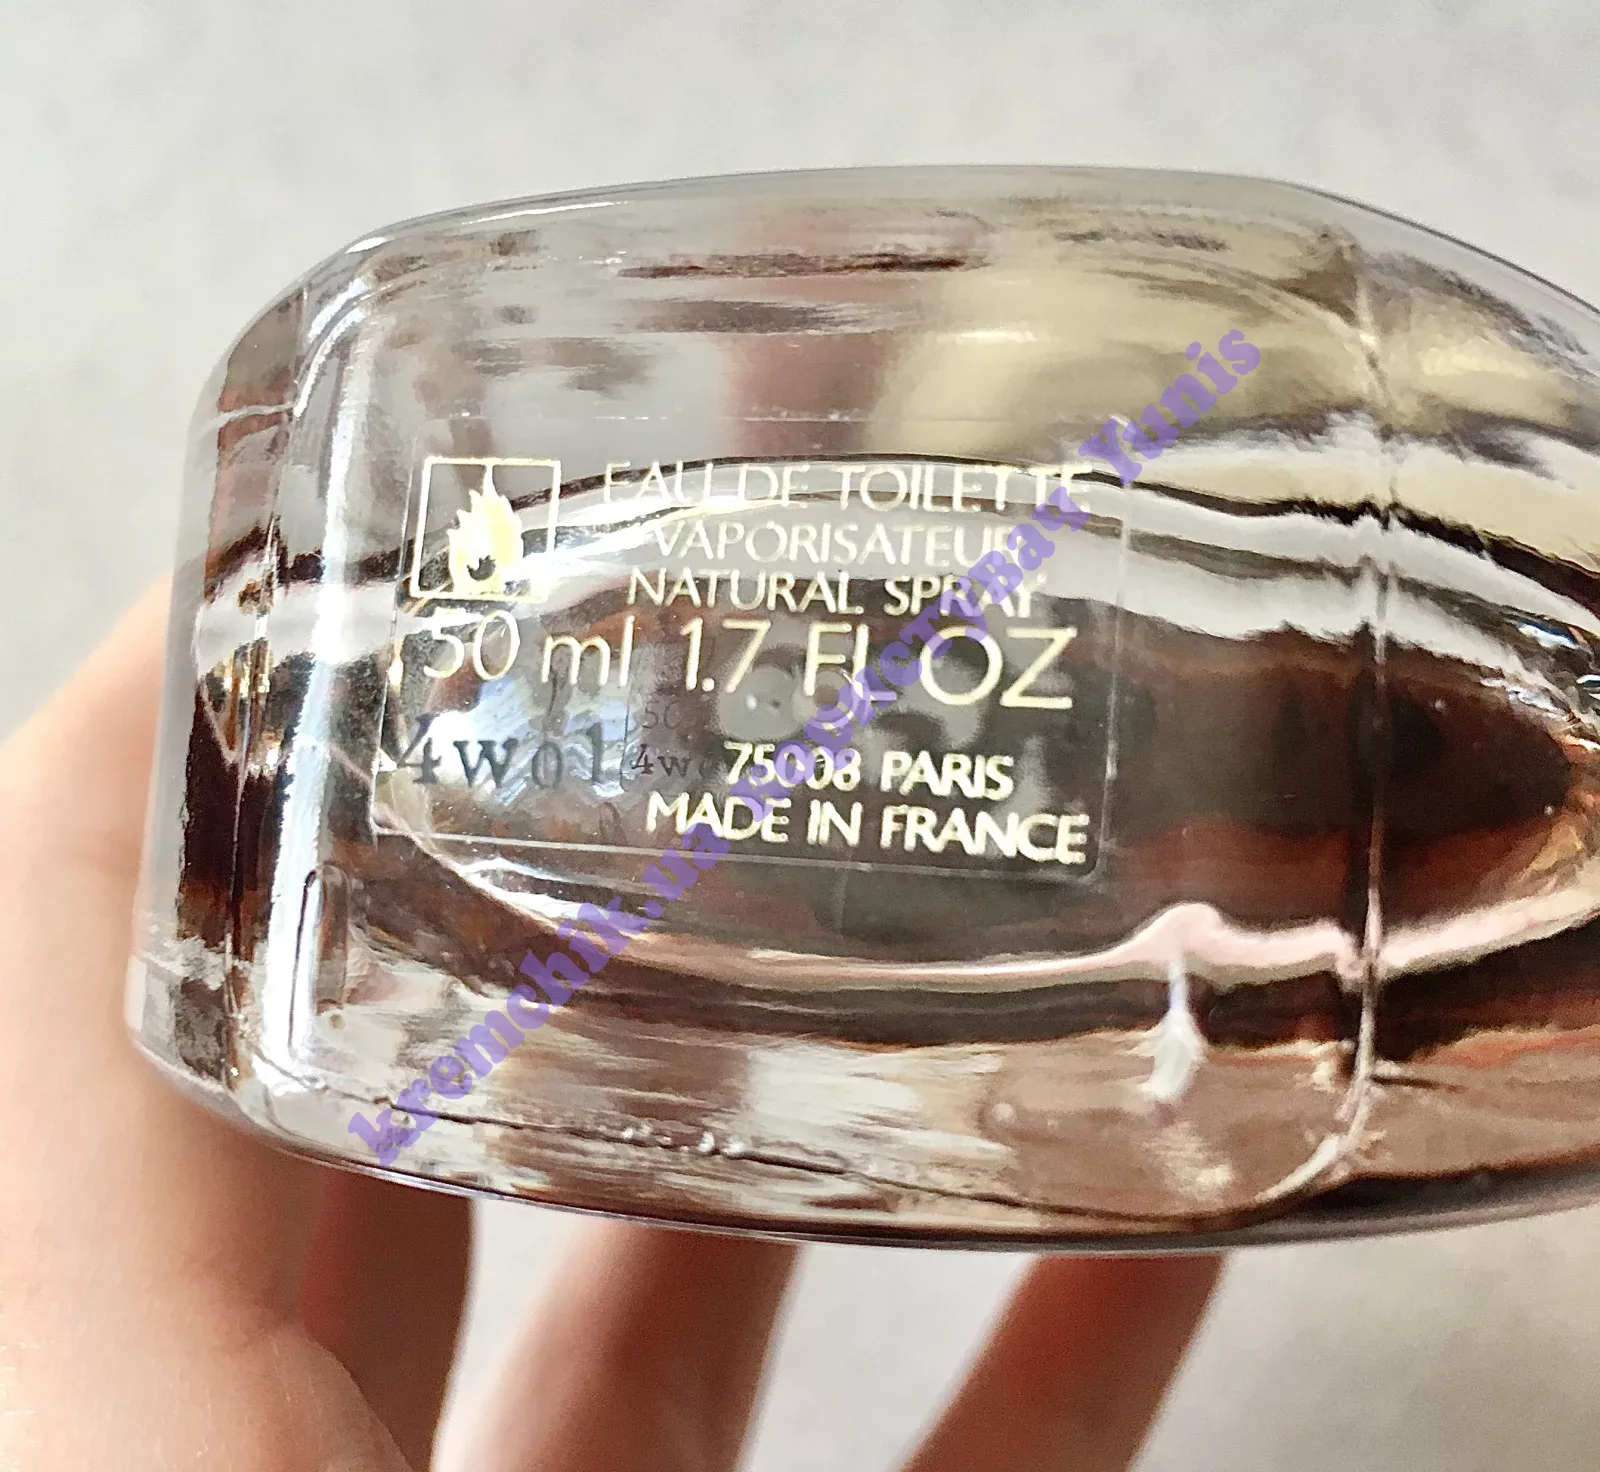 EAU DE TOILETTE
VAPORISATEUR
NATURAL SPRAY
50 ml 1.7 FL OZ
4w01
75008 PARIS
MADE IN FRANCE
kremchik.ua користувач Yunis